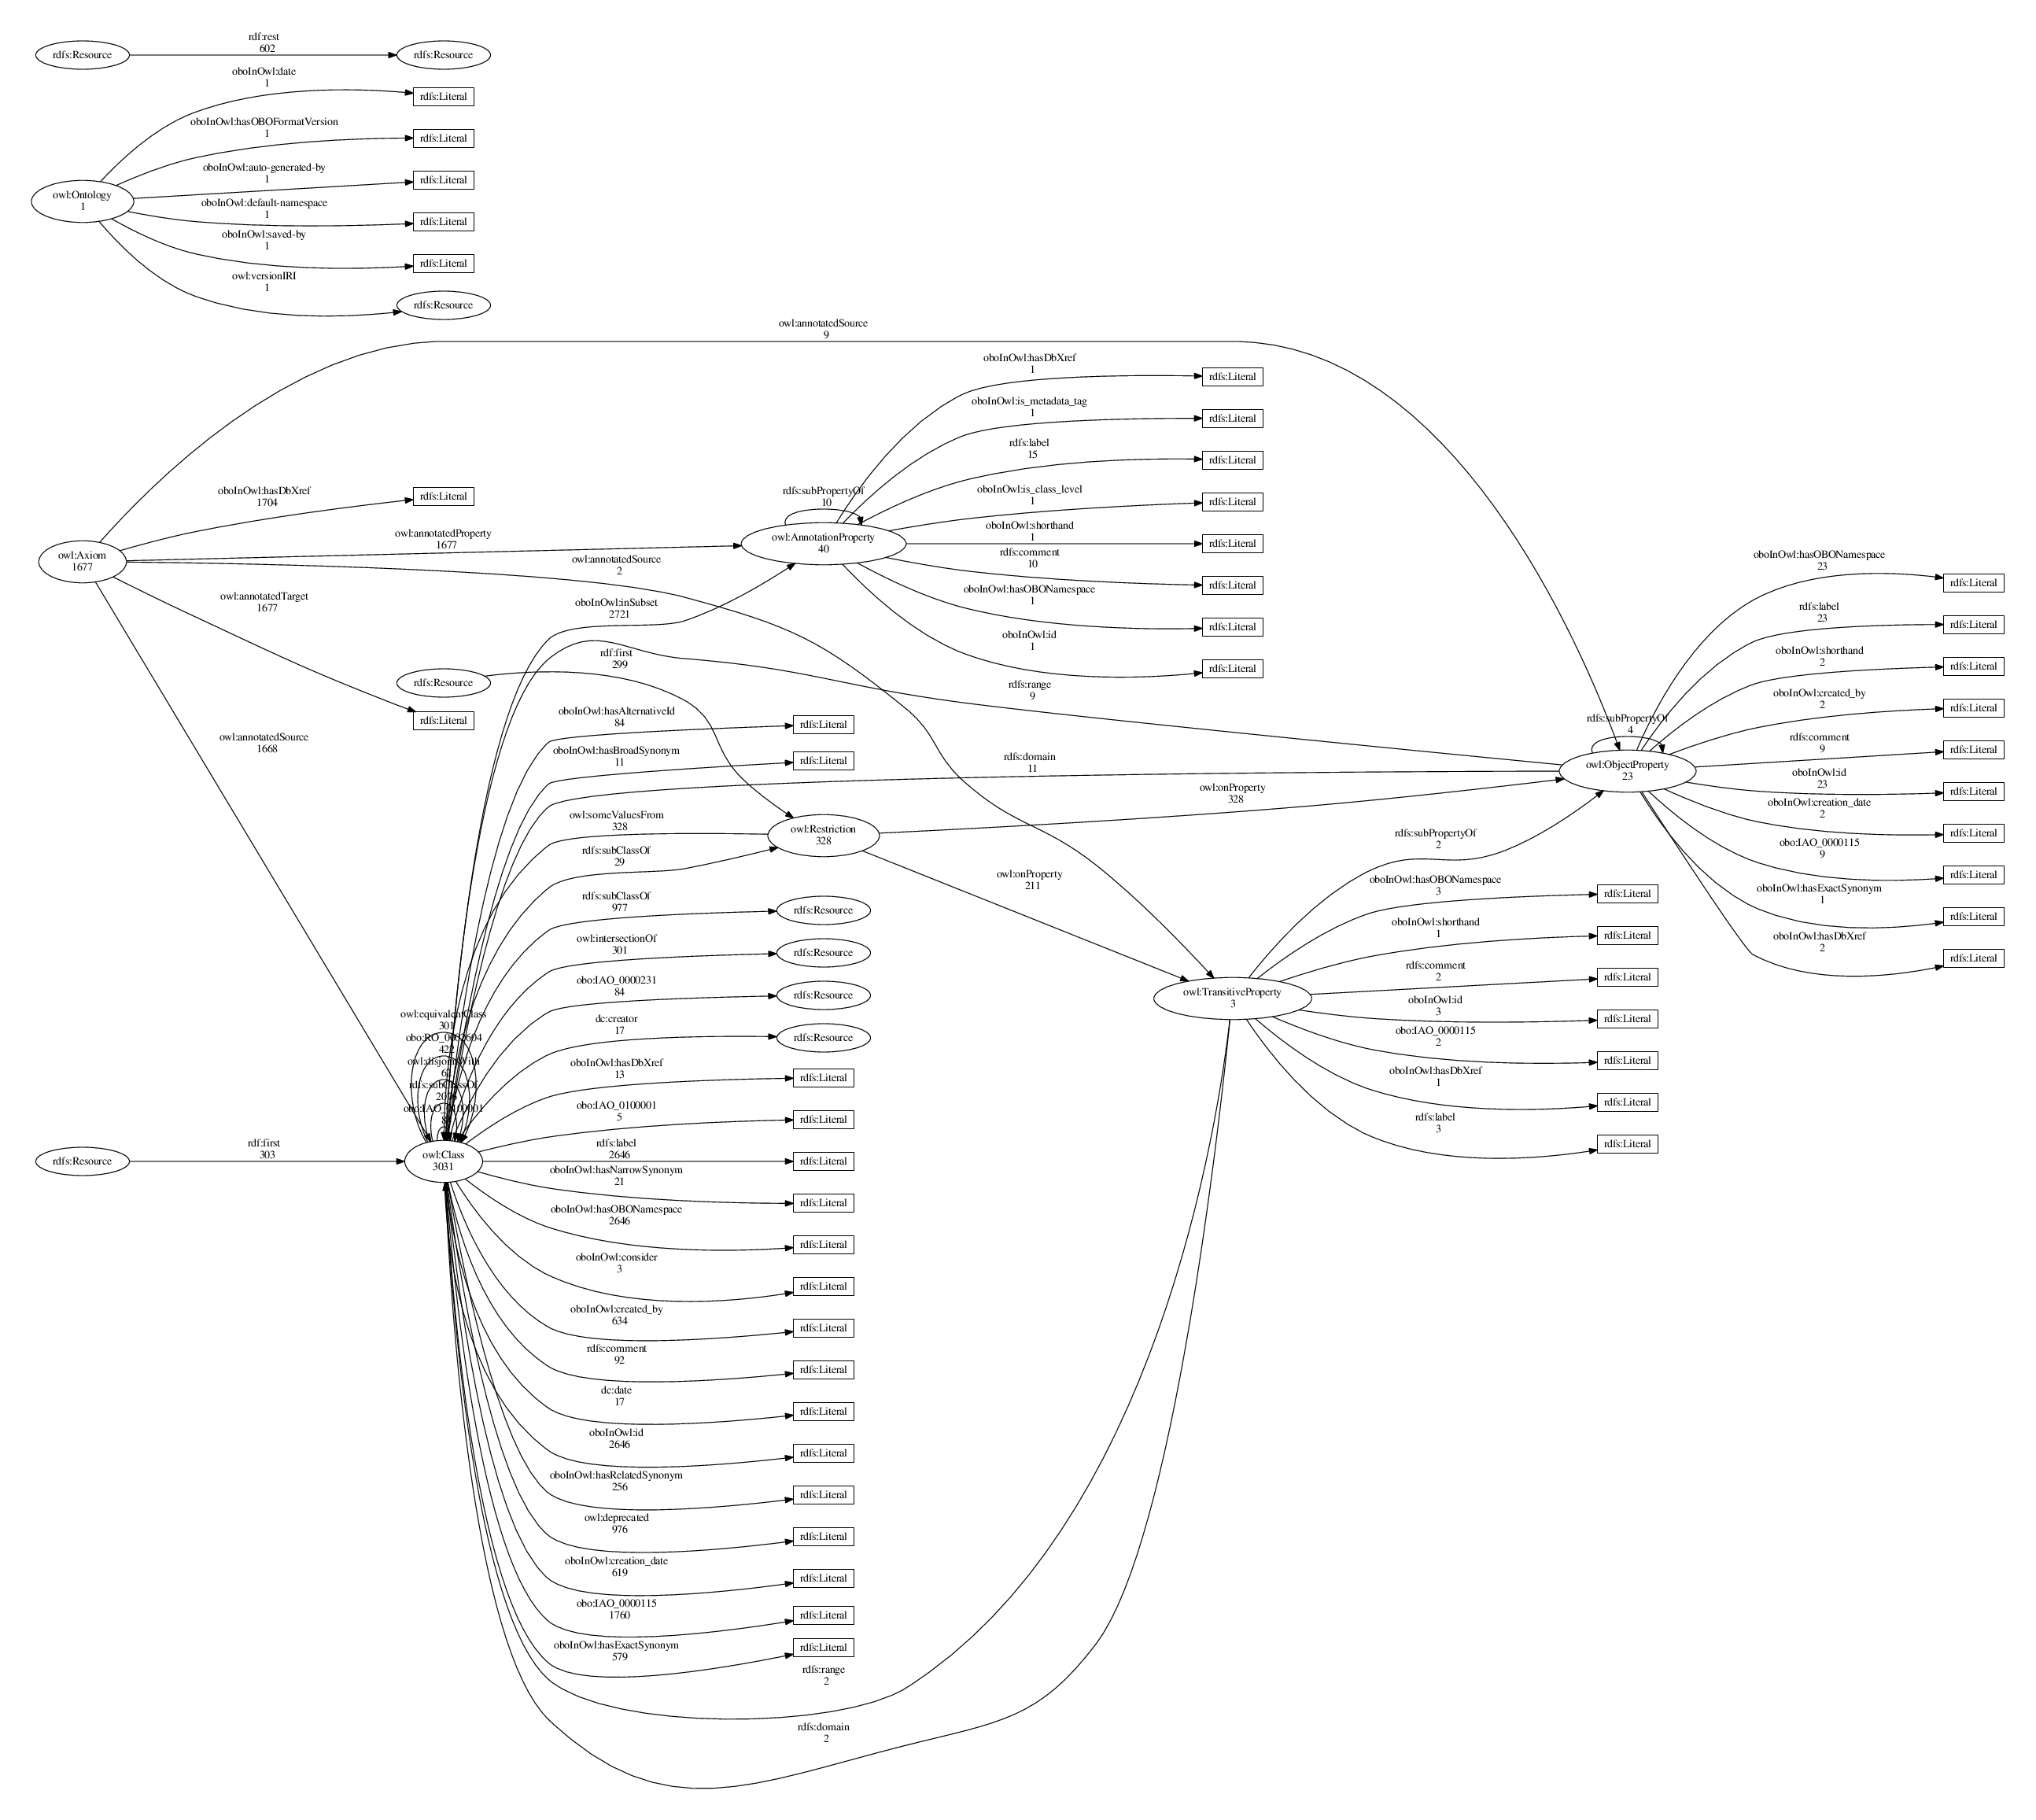 rdfs:Resource
rdf:rest
602
rdfs:Resource
owl:Ontology
1
oboInOwl:date
1
rdfs:Literal
oboInOwl:hasOBOFormatVersion
1
rdfs:Literal
oboInOwl:auto-generated-by
1
rdfs:Literal
oboInOwl:default-namespace
1
rdfs:Literal
oboInOwl:saved-by
1
rdfs:Literal
owl:versionIRI
1
rdfs:Resource
owl:Axiom
1677
owl:annotatedSource
9
oboInOwl:hasDbXref
1704
rdfs:Literal
owl:annotatedProperty
1677
owl:annotatedSource
2
owl:annotatedTarget
1677
rdfs:Literal
owl:annotatedSource
1668
owl:AnnotationProperty
40
rdfs:subPropertyOf
10
oboInOwl:hasDbXref
1
rdfs:Literal
oboInOwl:is_metadata_tag
1
rdfs:Literal
rdfs:label
15
rdfs:Literal
oboInOwl:is_class_level
1
rdfs:Literal
oboInOwl:shorthand
1
rdfs:Literal
rdfs:comment
10
rdfs:Literal
oboInOwl:hasOBONamespace
1
rdfs:Literal
oboInOwl:id
1
rdfs:Literal
oboInOwl:inSubset
2721
rdfs:Resource
rdf:first
299
rdfs:range
9
rdfs:domain
11
oboInOwl:hasAlternativeId
84
rdfs:Literal
oboInOwl:hasBroadSynonym
11
rdfs:Literal
owl:Restriction
328
owl:someValuesFrom
328
owl:onProperty
328
owl:onProperty
211
rdfs:subClassOf
29
rdfs:subClassOf
977
rdfs:Resource
owl:intersectionOf
301
rdfs:Resource
obo:IAO_0000231
84
rdfs:Resource
dc:creator
17
rdfs:Resource
owl:ObjectProperty
23
rdfs:subPropertyOf
4
oboInOwl:hasOBONamespace
23
rdfs:Literal
rdfs:label
23
rdfs:Literal
oboInOwl:shorthand
2
rdfs:Literal
oboInOwl:created_by
2
rdfs:Literal
rdfs:comment
9
rdfs:Literal
oboInOwl:id
23
rdfs:Literal
oboInOwl:creation_date
2
rdfs:Literal
obo:IAO_0000115
9
rdfs:Literal
oboInOwl:hasExactSynonym
1
rdfs:Literal
oboInOwl:hasDbXref
2
rdfs:Literal
owl:TransitiveProperty
3
rdfs:subPropertyOf
2
oboInOwl:hasOBONamespace
3
rdfs:Literal
oboInOwl:shorthand
1
rdfs:Literal
rdfs:comment
2
rdfs:Literal
oboInOwl:id
3
rdfs:Literal
obo:IAO_0000115
2
rdfs:Literal
oboInOwl:hasDbXref
1
rdfs:Literal
rdfs:label
3
rdfs:Literal
rdfs:Resource
rdf:first
303
owl:Class
3031
owl:equivalentClass
301
owl:disjointWith
rdfs:subClassOf
obo:IAO_0100001
oboInOwl:hasDbXref
13
rdfs:Literal
obo:IAO_0100001
5
rdfs:Literal
rdfs:label
2646
rdfs:Literal
oboInOwl:hasNarrowSynonym
21
rdfs:Literal
oboInOwl:hasOBONamespace
2646
rdfs:Literal
oboInOwl:consider
3
rdfs:Literal
oboInOwl:created_by
634
rdfs:Literal
rdfs:comment
92
rdfs:Literal
dc:date
17
rdfs:Literal
oboInOwl:id
2646
rdfs:Literal
oboInOwl:hasRelatedSynonym
256
rdfs:Literal
owl:deprecated
976
rdfs:Literal
oboInOwl:creation_date
619
rdfs:Literal
obo:IAO_0000115
1760
rdfs:Literal
oboInOwl:hasExactSynonym
579
rdfs:Literal
rdfs:range
2
rdfs:domain
2